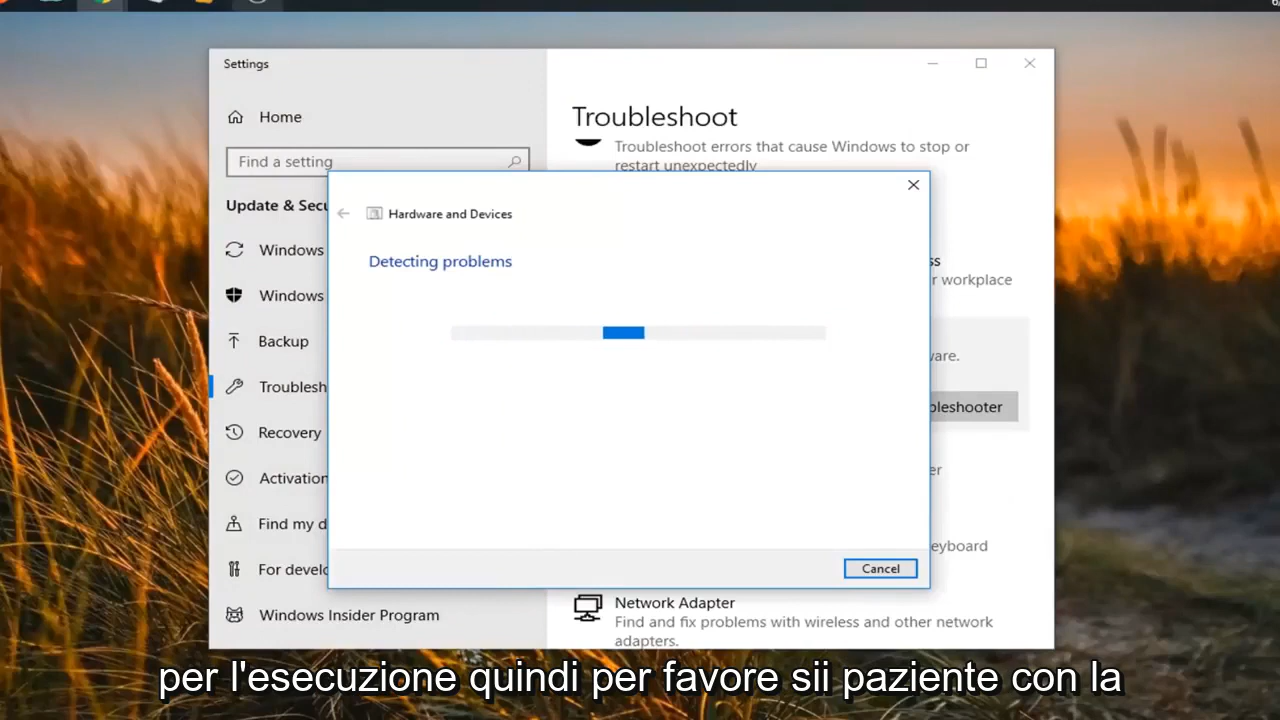 Settings
Home
Find a setting
Update & Secu
Windows
Windows
Backup
Troublesh
Recovery
Activation
Find my d
For develo
Windows Insider Program
Troubleshoot
Troubleshoot errors that cause Windows to stop or
restart unexpectedly
ss
r workplace
ware.
bleshooter
er
eyboard
Network Adapter
Find and fix problems with wireless and other network
adapters.
Hardware and Devices
Detecting problems
Cancel
per l'esecuzione quindi per favore sii paziente con la